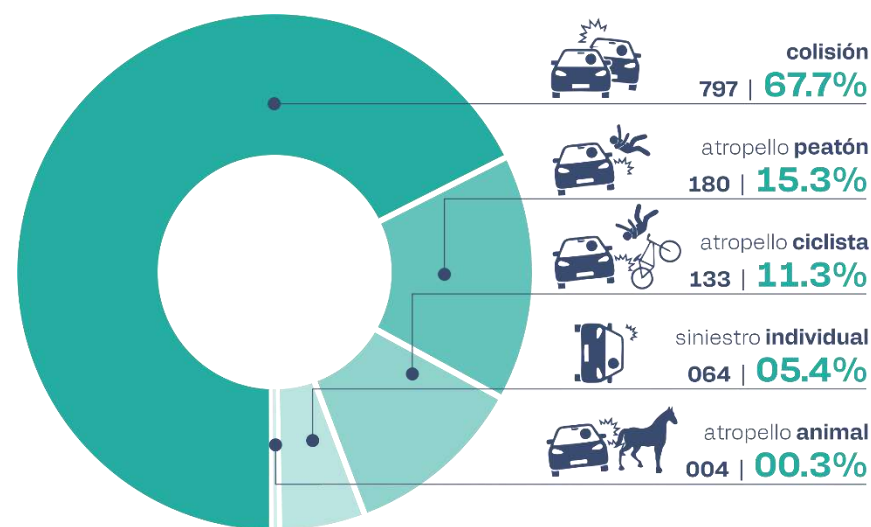 colisión
797 | 67.7%
atropello peatón
180 | 15.3%
atropello ciclista
133 | 11.3%
siniestro individual
064 | 05.4%
atropello animal
004 | 00.3%